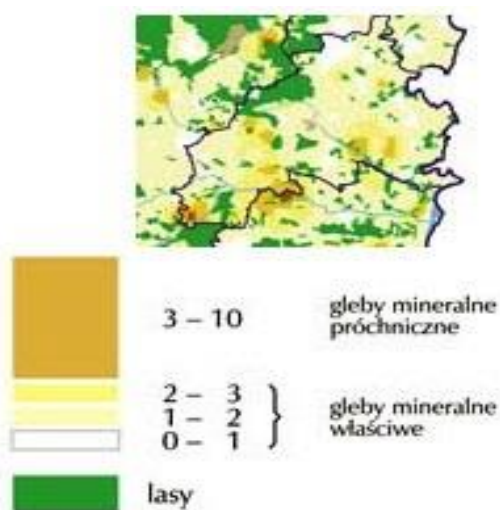 3 – 10 gleby mineralne
próchniczne
2 – 3
1 – 2 gleby mineralne
0 – 1 właściwe
lasy